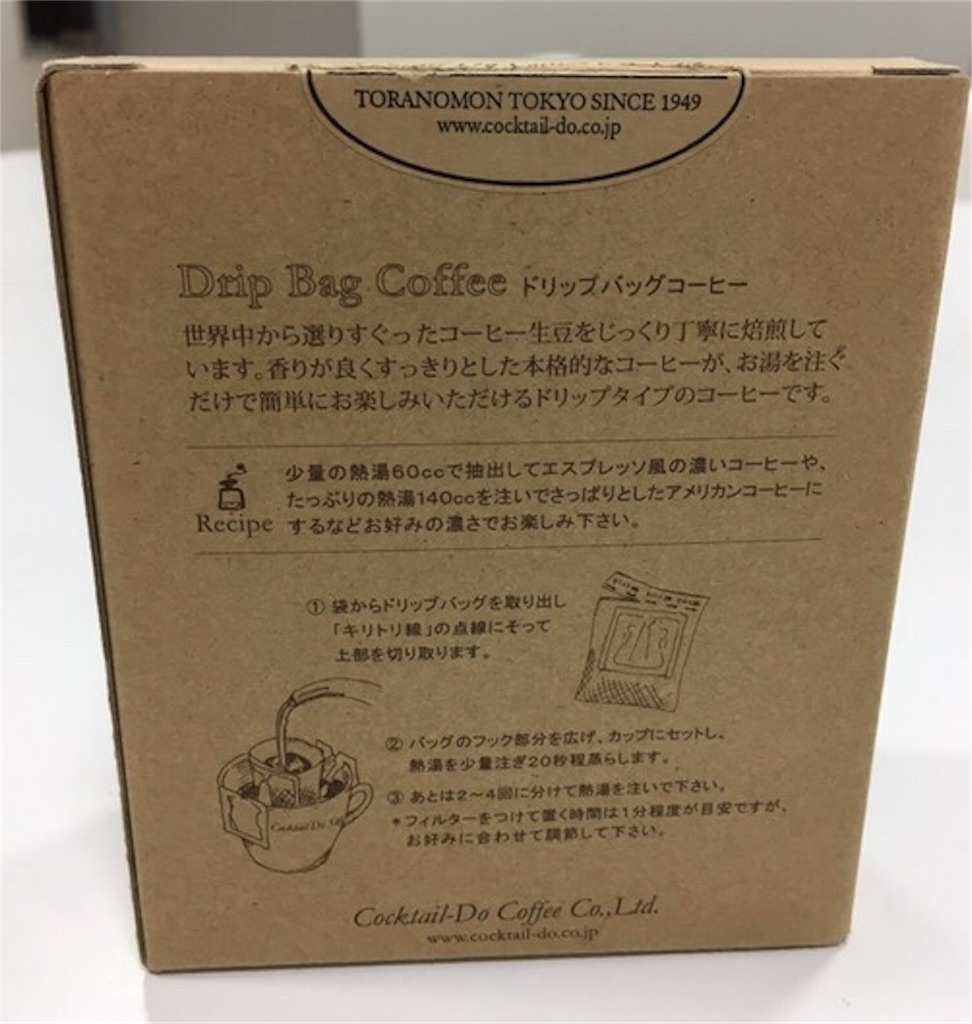 TORANOMON TOKYO SINCE 1949
www.cocktail-do.co.jp
Drip Bag Coffee ドリップバッグコーヒー
世界中から選りすぐったコーヒー生豆をじっくり丁寧に焙煎して
います。香りが良くすっきりとした本格的なコーヒーが、お湯を注ぐ
だけで簡単にお楽しみいただけるドリップタイプのコーヒーです。
少量の熱湯60ccで抽出してエスプレッソ風の濃いコーヒーや、
たっぷりの熱湯140ccを注いでさっぱりとしたアメリカンコーヒーに
Recipe するなどお好みの濃さでお楽しみ下さい。
① 袋からドリップバッグを取り出し
「キリトリ線」の点線にそって
上部を切り取ります。
② バッグのフック部分を広げ、カップにセットし、
熱湯を少量注ぎ20秒程蒸らします。
③ あとは2〜4回に分けて熱湯を注いで下さい。
*フィルターをつけて置く時間は1分程度が目安ですが、
お好みに合わせて調節して下さい。
Cocktail-Do
Cocktail-Do Coffee Co.,Ltd.
www.cocktail-do.co.jp